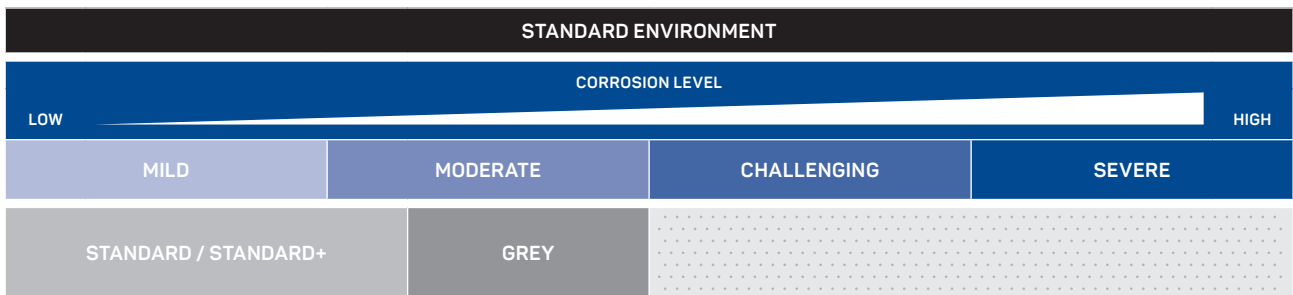 STANDARD ENVIRONMENT
CORROSION LEVEL
LOW
HIGH
MILD
MODERATE
CHALLENGING
SEVERE
STANDARD / STANDARD+
GREY